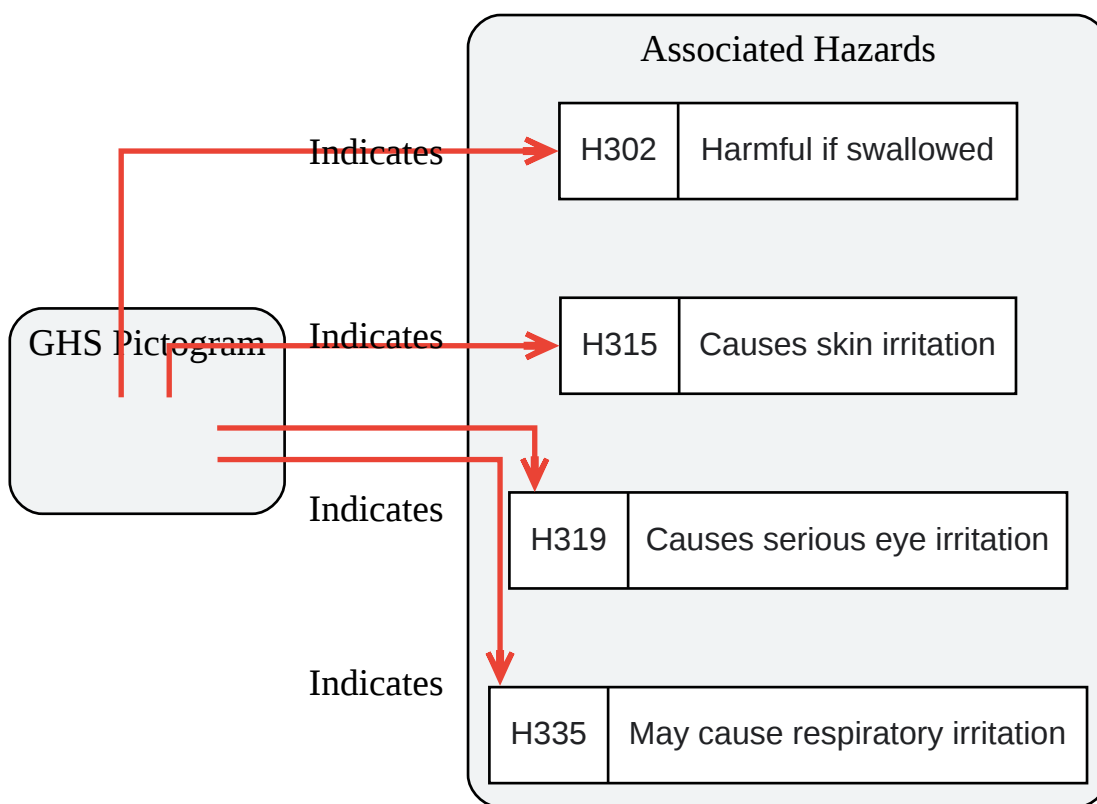 Associated Hazards
Indicates
H302 Harmful if swallowed
GHS Pictogram
Indicates
H315 Causes skin irritation
Indicates
H319 Causes serious eye irritation
Indicates
H335 May cause respiratory irritation